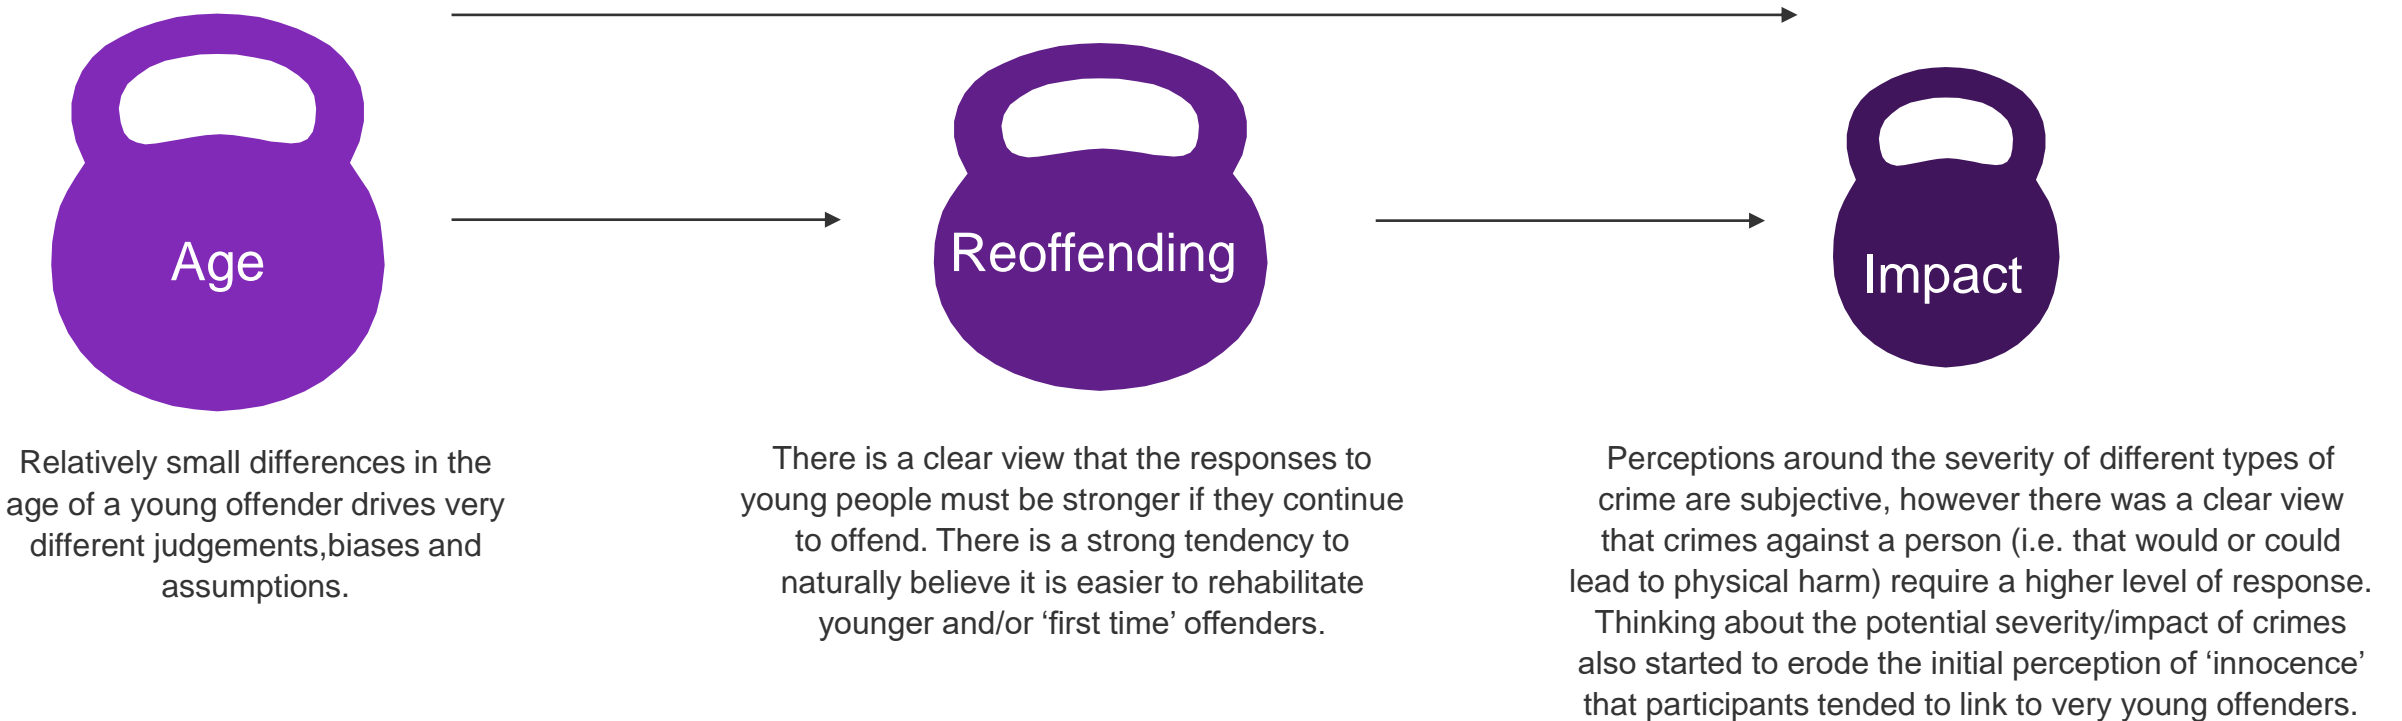 Age
Relatively small differences in the
age of a young offender drives very
different judgements,biases and
assumptions.
Reoffending
There is a clear view that the responses to
young people must be stronger if they continue
to offend. There is a strong tendency to
naturally believe it is easier to rehabilitate
younger and/or ‘first time’ offenders.
Impact
Perceptions around the severity of different types of
crime are subjective, however there was a clear view
that crimes against a person (i.e. that would or could
lead to physical harm) require a higher level of response.
Thinking about the potential severity/impact of crimes
also started to erode the initial perception of ‘innocence’
that participants tended to link to very young offenders.